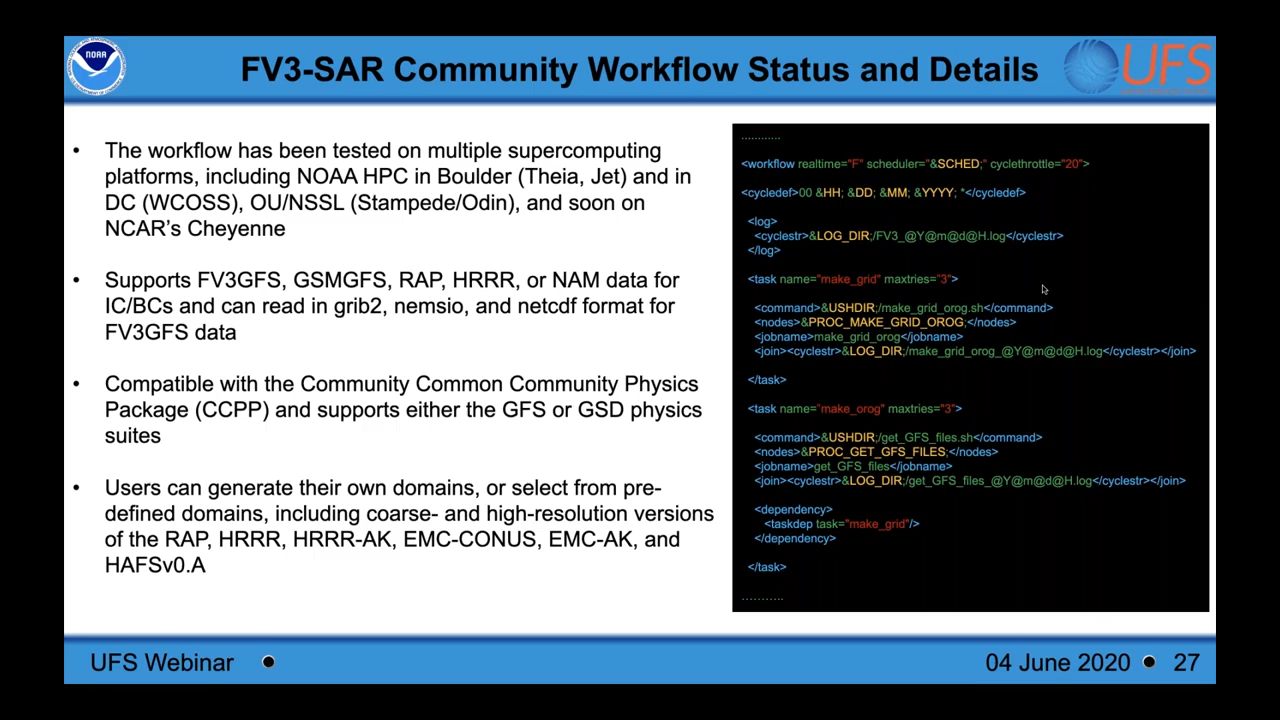 NOAA
FV3-SAR Community Workflow Status and Details
UFS
• The workflow has been tested on multiple supercomputing
platforms, including NOAA HPC in Boulder (Theia, Jet) and in
DC (WCOSS), OU/NSSL (Stampede/Odin), and soon on
NCAR's Cheyenne
• Supports FV3GFS, GSMGFS, RAP, HRRR, or NAM data for
IC/BCs and can read in grib2, nemsio, and netcdf format for
FV3GFS data
• Compatible with the Community Common Community Physics
Package (CCPP) and supports either the GFS or GSD physics
suites
• Users can generate their own domains, or select from pre-
defined domains, including coarse- and high-resolution versions
of the RAP, HRRR, HRRR-AK, EMC-CONUS, EMC-AK, and
HAFSv0.A
............
<workflow realtime="F" scheduler="&SCHED;" cyclethrottle="20">
<cycledef>00 &HH; &DD; &MM; &YYYY; *</cycledef>
<log>
<cyclestr>&LOG_DIR;/FV3_@Y@m@d@H.log</cyclestr>
</log>
<task name="make_grid" maxtries="3">
<command>&USHDIR;/make_grid_orog.sh</command>
<nodes>&PROC_MAKE_GRID_OROG;</nodes>
<jobname>make_grid_orog</jobname>
<join><cyclestr>&LOG_DIR;/make_grid_orog_@Y@m@d@H.log</cyclestr></join>
</task>
<task name="make_orog" maxtries="3">
<command>&USHDIR;/get_GFS_files.sh</command>
<nodes>&PROC_GET_GFS_FILES;</nodes>
<jobname>get_GFS_files</jobname>
<join><cyclestr>&LOG_DIR;/get_GFS_files_@Y@m@d@H.log</cyclestr></join>
<dependency>
<taskdep task="make_grid"/>
</dependency>
</task>
...........
UFS Webinar • 04 June 2020 • 27